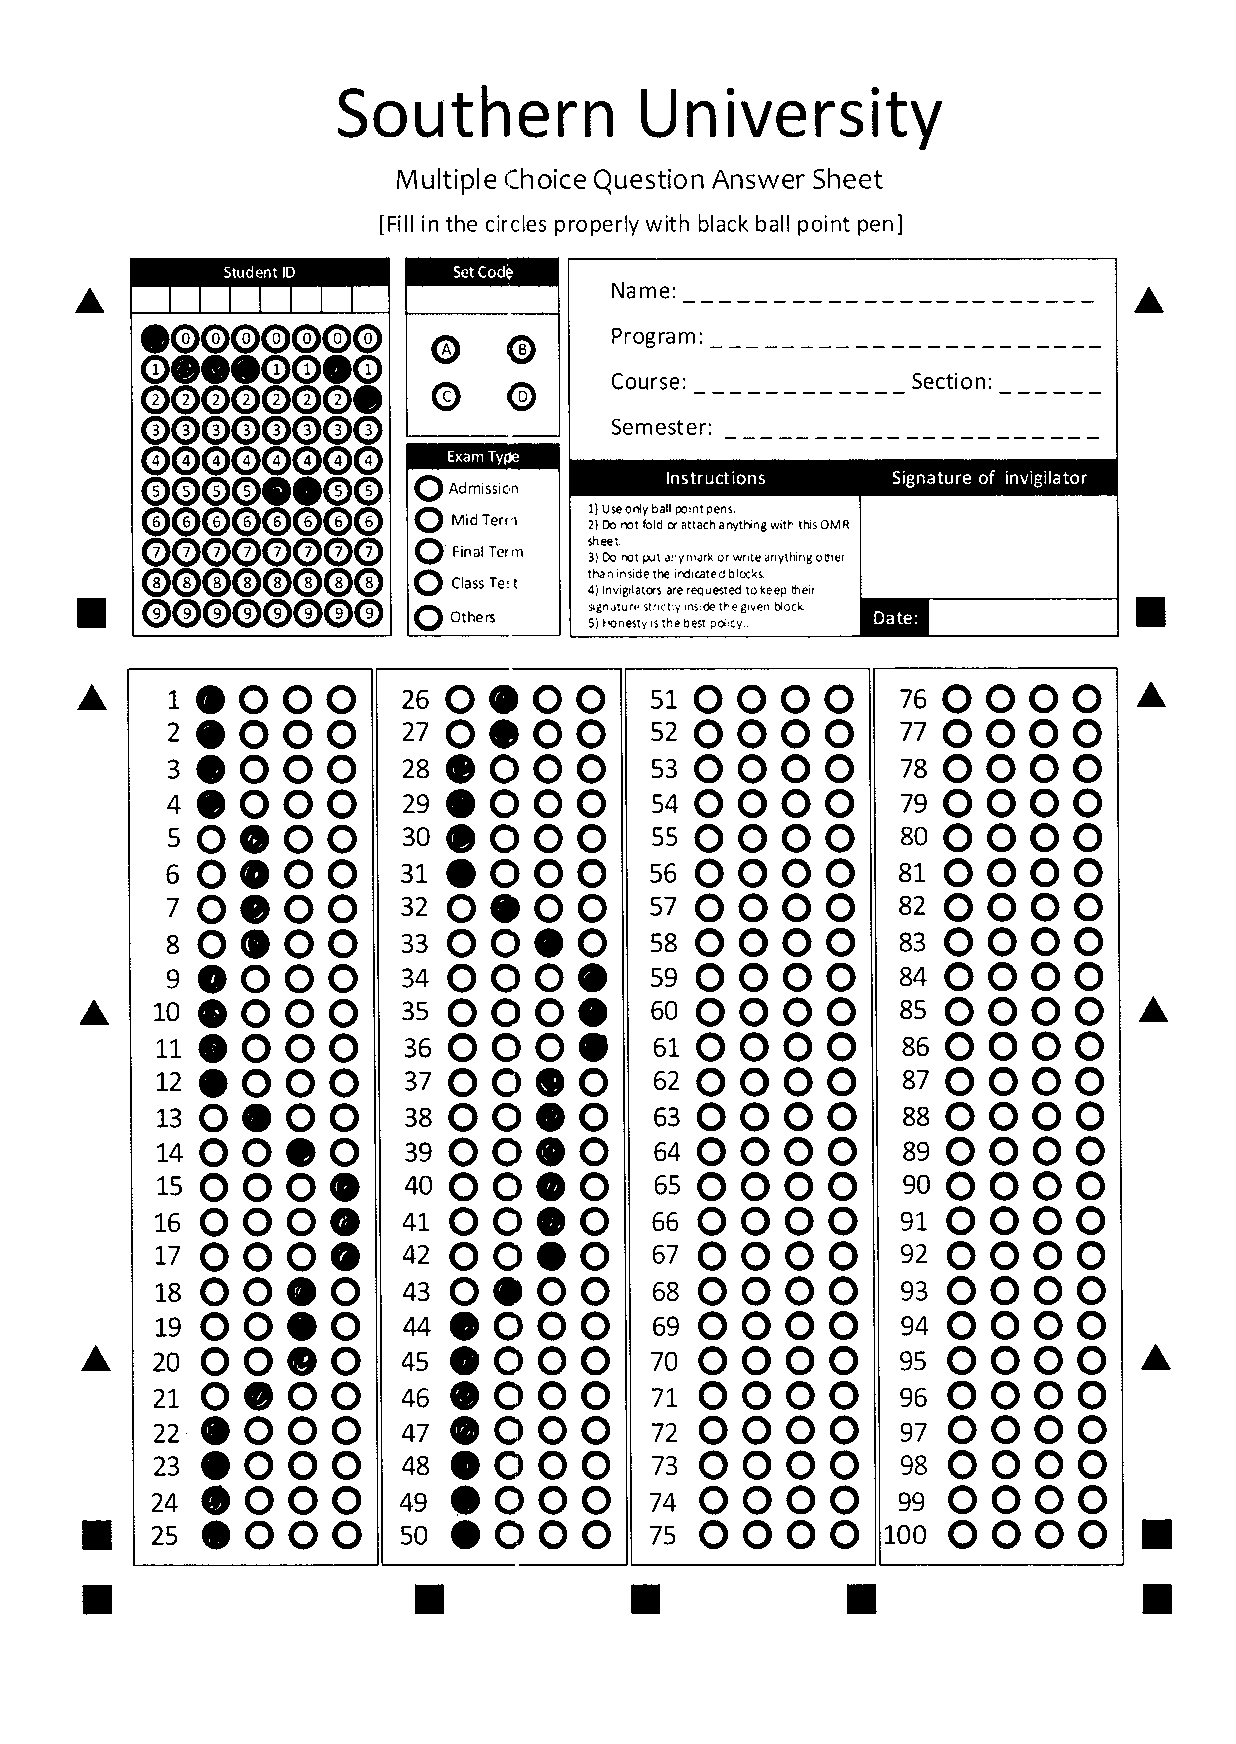 Southern University
Multiple Choice Question Answer Sheet
[Fill in the circles properly with black ball point pen]
Student ID
0 0 0 0 0 0 0
1 1 1 1
2 2 2 2 2 2 2
3 3 3 3 3 3 3 3
4 4 4 4 4 4 4 4
5 5 5 5 5 5
6 6 6 6 6 6 6 6
7 7 7 7 7 7 7 7
8 8 8 8 8 8 8 8
9 9 9 9 9 9 9 9
Set Code
A B
C D
Exam Type
Admission
Mid Term
Final Term
Class Test
Others
Name: _ _ _ _ _ _ _ _ _ _ _ _ _ _ _ _ _ _ _ _ _ _ _
Program: _ _ _ _ _ _ _ _ _ _ _ _ _ _ _ _ _ _ _ _ _ _
Course: _ _ _ _ _ _ _ _ _ _ _ _ Section: _ _ _ _ _ _
Semester: _ _ _ _ _ _ _ _ _ _ _ _ _ _ _ _ _ _ _ _ _
Instructions
1) Use only ball point pens.
2) Do not fold or attach anything with this OMR
sheet.
3) Do not put any mark or write anything other
than inside the indicated blocks.
4) Invigilators are requested to keep their
signature strictly inside the given block.
5) Honesty is the best policy..
Signature of invigilator
Date:
1
2
3
4
5
6
7
8
9
10
11
12
13
14
15
16
17
18
19
20
21
22
23
24
25
26
27
28
29
30
31
32
33
34
35
36
37
38
39
40
41
42
43
44
45
46
47
48
49
50
51
52
53
54
55
56
57
58
59
60
61
62
63
64
65
66
67
68
69
70
71
72
73
74
75
76
77
78
79
80
81
82
83
84
85
86
87
88
89
90
91
92
93
94
95
96
97
98
99
100